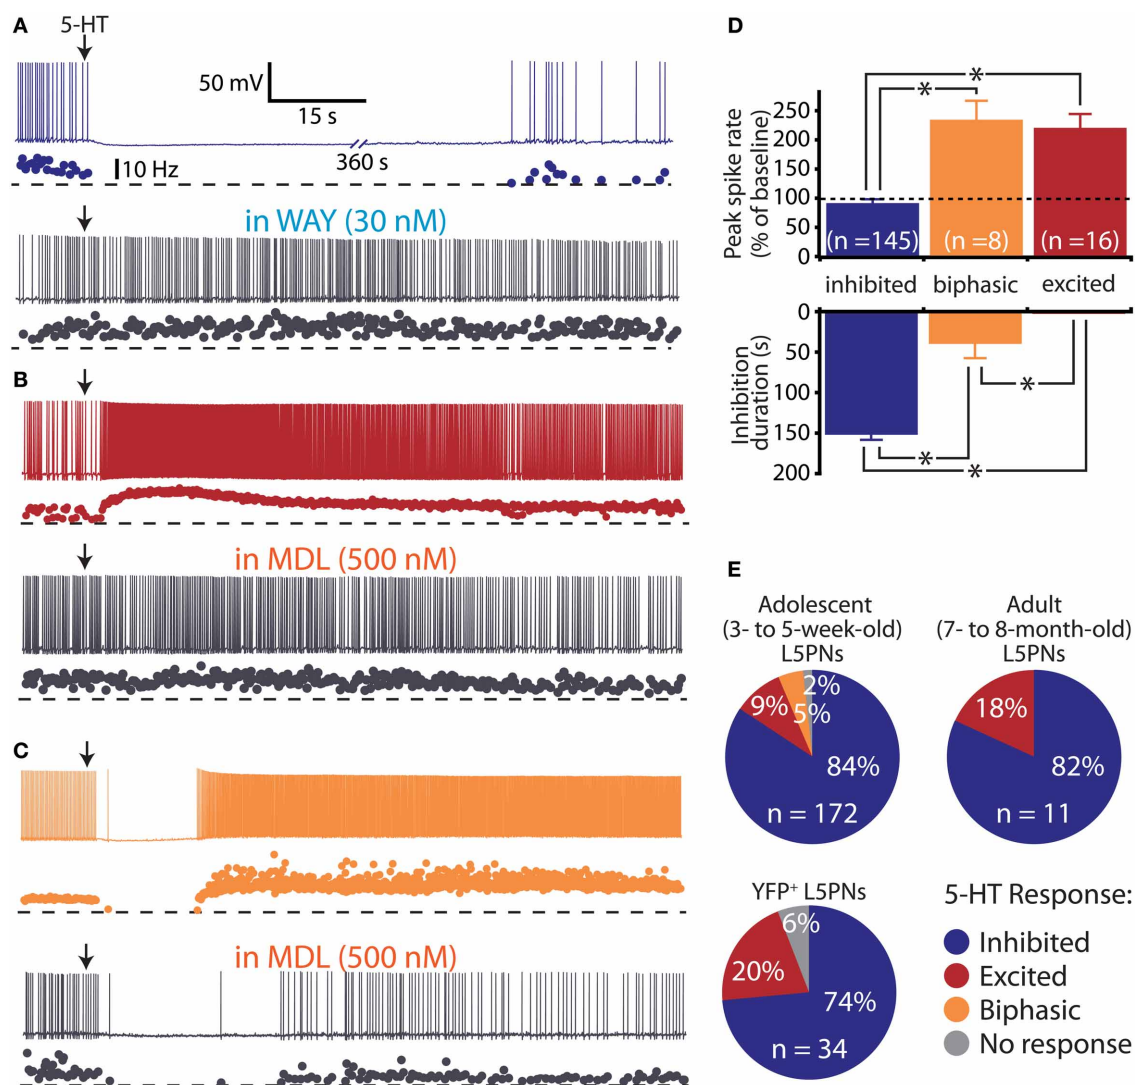 A
5-HT
50 mV
15 s
360 s
10 Hz
in WAY (30 nM)
B
in MDL (500 nM)
C
in MDL (500 nM)
D
Peak spike rate
(% of baseline)
250
200
150
100
50
0
* *
(n =145) (n =8) (n =16)
inhibited biphasic excited
Inhibition
duration (s)
0
50
100
150
200
*
*
*
E
Adolescent
(3- to 5-week-old)
L5PNs
9% 2%
5%
84%
n = 172
Adult
(7- to 8-month-old)
L5PNs
18%
82%
n = 11
YFP⁺ L5PNs
6%
20%
74%
n = 34
5-HT Response:
Inhibited
Excited
Biphasic
No response